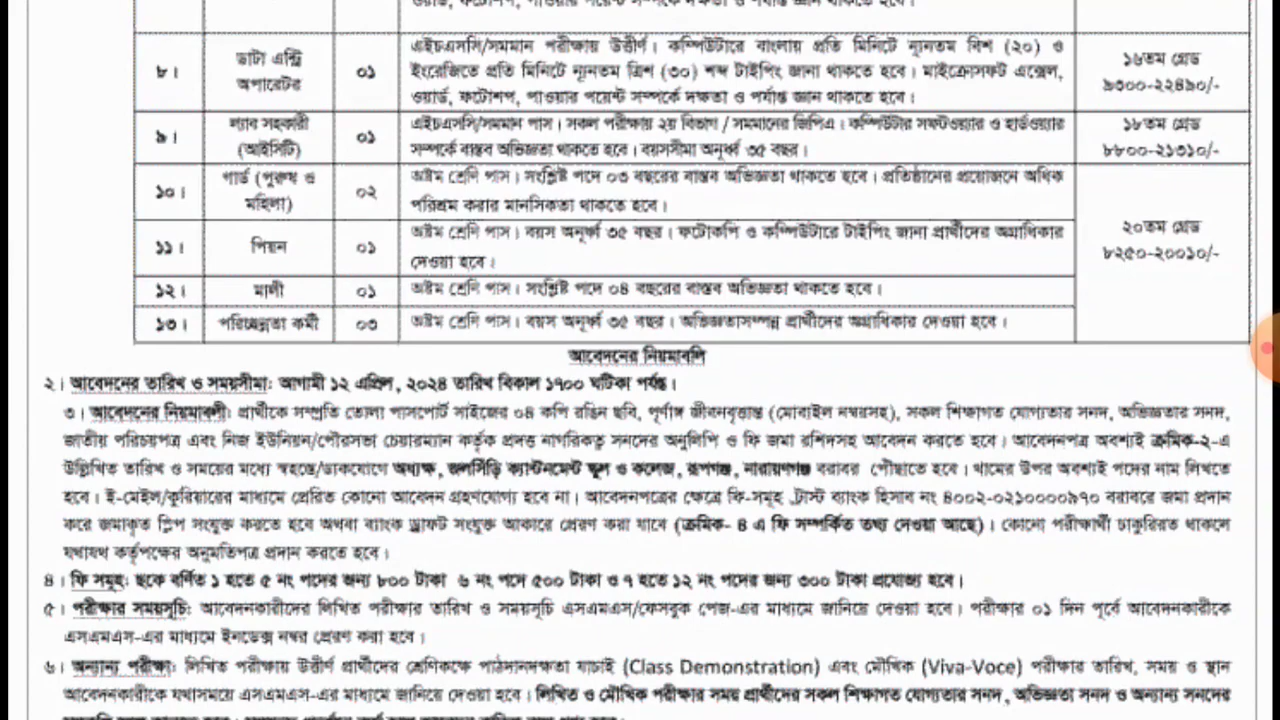 ওয়ার্ড, ফটোশপ, পাওয়ার পয়েন্ট সম্পর্কে দক্ষতা ও পর্যাপ্ত জ্ঞান থাকতে হবে।
৮। ডাটা এন্ট্রি অপারেটর ০১ এইচএসসি/সমমান পরীক্ষায় উত্তীর্ণ। কম্পিউটারে বাংলায় প্রতি মিনিটে ন্যূনতম বিশ (২০) ও
ইংরেজিতে প্রতি মিনিটে ন্যূনতম ত্রিশ (৩০) শব্দ টাইপিং জানা থাকতে হবে। মাইক্রোসফট এক্সেল,
ওয়ার্ড, ফটোশপ, পাওয়ার পয়েন্ট সম্পর্কে দক্ষতা ও পর্যাপ্ত জ্ঞান থাকতে হবে।
১৬তম গ্রেড
৯৩০০-২২৪৯০/-
৯। ল্যাব সহকারী (আইসিটি) ০১ এইচএসসি/সমমান পাস। সকল পরীক্ষায় ২য় বিভাগ / সমমানের জিপিএ। কম্পিউটার সফটওয়্যার ও হার্ডওয়্যার
সম্পর্কে বাস্তব অভিজ্ঞতা থাকতে হবে। বয়সসীমা অনূর্ধ্ব ৩৫ বছর।
১৮তম গ্রেড
৮৮০০-২১৩১০/-
১০। গার্ড (পুরুষ ও মহিলা) ০২ অষ্টম শ্রেণি পাস। সংশ্লিষ্ট পদে ০৩ বছরের বাস্তব অভিজ্ঞতা থাকতে হবে। প্রতিষ্ঠানের প্রয়োজনে অধিক
পরিশ্রম করার মানসিকতা থাকতে হবে।
১১। পিয়ন ০১ অষ্টম শ্রেণি পাস। বয়স অনূর্ধ্ব ৩৫ বছর। ফটোকপি ও কম্পিউটারে টাইপিং জানা প্রার্থীদের অগ্রাধিকার
দেওয়া হবে।
২০তম গ্রেড
৮২৫০-২০০১০/-
১২। মালী ০১ অষ্টম শ্রেণি পাস। সংশ্লিষ্ট পদে ০৪ বছরের বাস্তব অভিজ্ঞতা থাকতে হবে।
১৩। পরিচ্ছন্নতা কর্মী ০৩ অষ্টম শ্রেণি পাস। বয়স অনূর্ধ্ব ৩৫ বছর। অভিজ্ঞতাসম্পন্ন প্রার্থীদের অগ্রাধিকার দেওয়া হবে।
আবেদনের নিয়মাবলি
২। আবেদনের তারিখ ও সময়সীমা: আগামী ১২ এপ্রিল, ২০২৪ তারিখ বিকাল ১৭০০ ঘটিকা পর্যন্ত।
৩। আবেদনের নিয়মাবলী: প্রার্থীকে সম্প্রতি তোলা পাসপোর্ট সাইজের ০৪ কপি রঙিন ছবি, পূর্ণাঙ্গ জীবনবৃত্তান্ত (মোবাইল নম্বরসহ), সকল শিক্ষাগত যোগ্যতার সনদ, অভিজ্ঞতার সনদ,
জাতীয় পরিচয়পত্র এবং নিজ ইউনিয়ন/পৌরসভা চেয়ারম্যান কর্তৃক প্রদত্ত নাগরিকত্ব সনদের অনুলিপি ও ফি জমা রশিদসহ আবেদন করতে হবে। আবেদনপত্র অবশ্যই ক্রমিক-২-এ
উল্লিখিত তারিখ ও সময়ের মধ্যে স্বহস্তে/ডাকযোগে অধ্যক্ষ, জলসিঁড়ি ক্যান্টনমেন্ট স্কুল ও কলেজ, রূপগঞ্জ, নারায়ণগঞ্জ বরাবর পৌছাতে হবে। খামের উপর অবশ্যই পদের নাম লিখতে
হবে। ই-মেইল/কুরিয়ারের মাধ্যমে প্রেরিত কোনো আবেদন গ্রহণযোগ্য হবে না। আবেদনপত্রের ক্ষেত্রে ফি-সমূহ ট্রাস্ট ব্যাংক হিসাব নং ৪০০২-০২১০০০০৯৭০ বরাবরে জমা প্রদান
করে জমাকৃত স্লিপ সংযুক্ত করতে হবে অথবা ব্যাংক ড্রাফট সংযুক্ত আকারে প্রেরণ করা যাবে (ক্রমিক- ৪ এ ফি সম্পর্কিত তথ্য দেওয়া আছে)। কোনো পরীক্ষার্থী চাকুরিরত থাকলে
যথাযথ কর্তৃপক্ষের অনুমতিপত্র প্রদান করতে হবে।
৪। ফি সমূহ: ছকে বর্ণিত ১ হতে ৫ নং পদের জন্য ৮০০ টাকা ৬ নং পদে ৫০০ টাকা ও ৭ হতে ১২ নং পদের জন্য ৩০০ টাকা প্রযোজ্য হবে।
৫। পরীক্ষার সময়সূচি: আবেদনকারীদের লিখিত পরীক্ষার তারিখ ও সময়সূচি এসএমএস/ফেসবুক পেজ-এর মাধ্যমে জানিয়ে দেওয়া হবে। পরীক্ষার ০১ দিন পূর্বে আবেদনকারীকে
এসএমএস-এর মাধ্যমে ইনডেক্স নম্বর প্রেরণ করা হবে।
৬। অন্যান্য পরীক্ষা: লিখিত পরীক্ষায় উত্তীর্ণ প্রার্থীদের শ্রেণিকক্ষে পাঠদানদক্ষতা যাচাই (Class Demonstration) এবং মৌখিক (Viva-Voce) পরীক্ষার তারিখ, সময় ও স্থান
আবেদনকারীকে যথাসময়ে এসএমএস-এর মাধ্যমে জানিয়ে দেওয়া হবে। লিখিত ও মৌখিক পরীক্ষার সময় প্রার্থীদের সকল শিক্ষাগত যোগ্যতার সনদ, অভিজ্ঞতা সনদ ও অন্যান্য সনদের